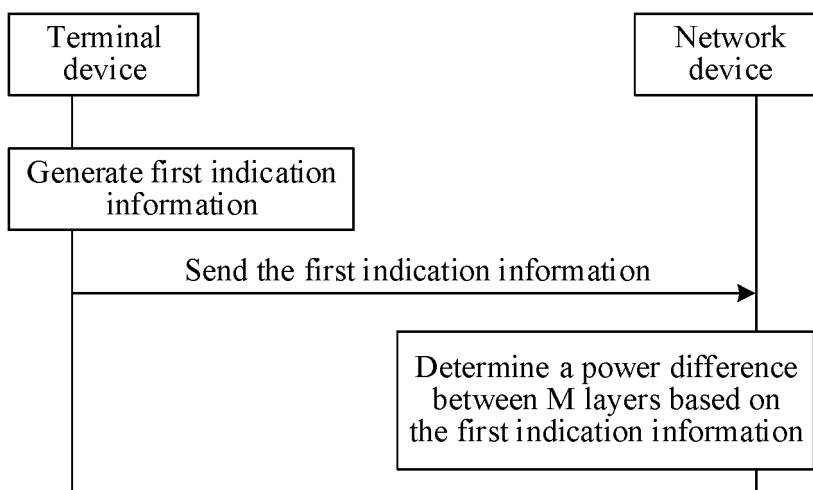 Terminal
device
Network
device
Generate first indication
information
Send the first indication information
Determine a power difference
between M layers based on
the first indication information